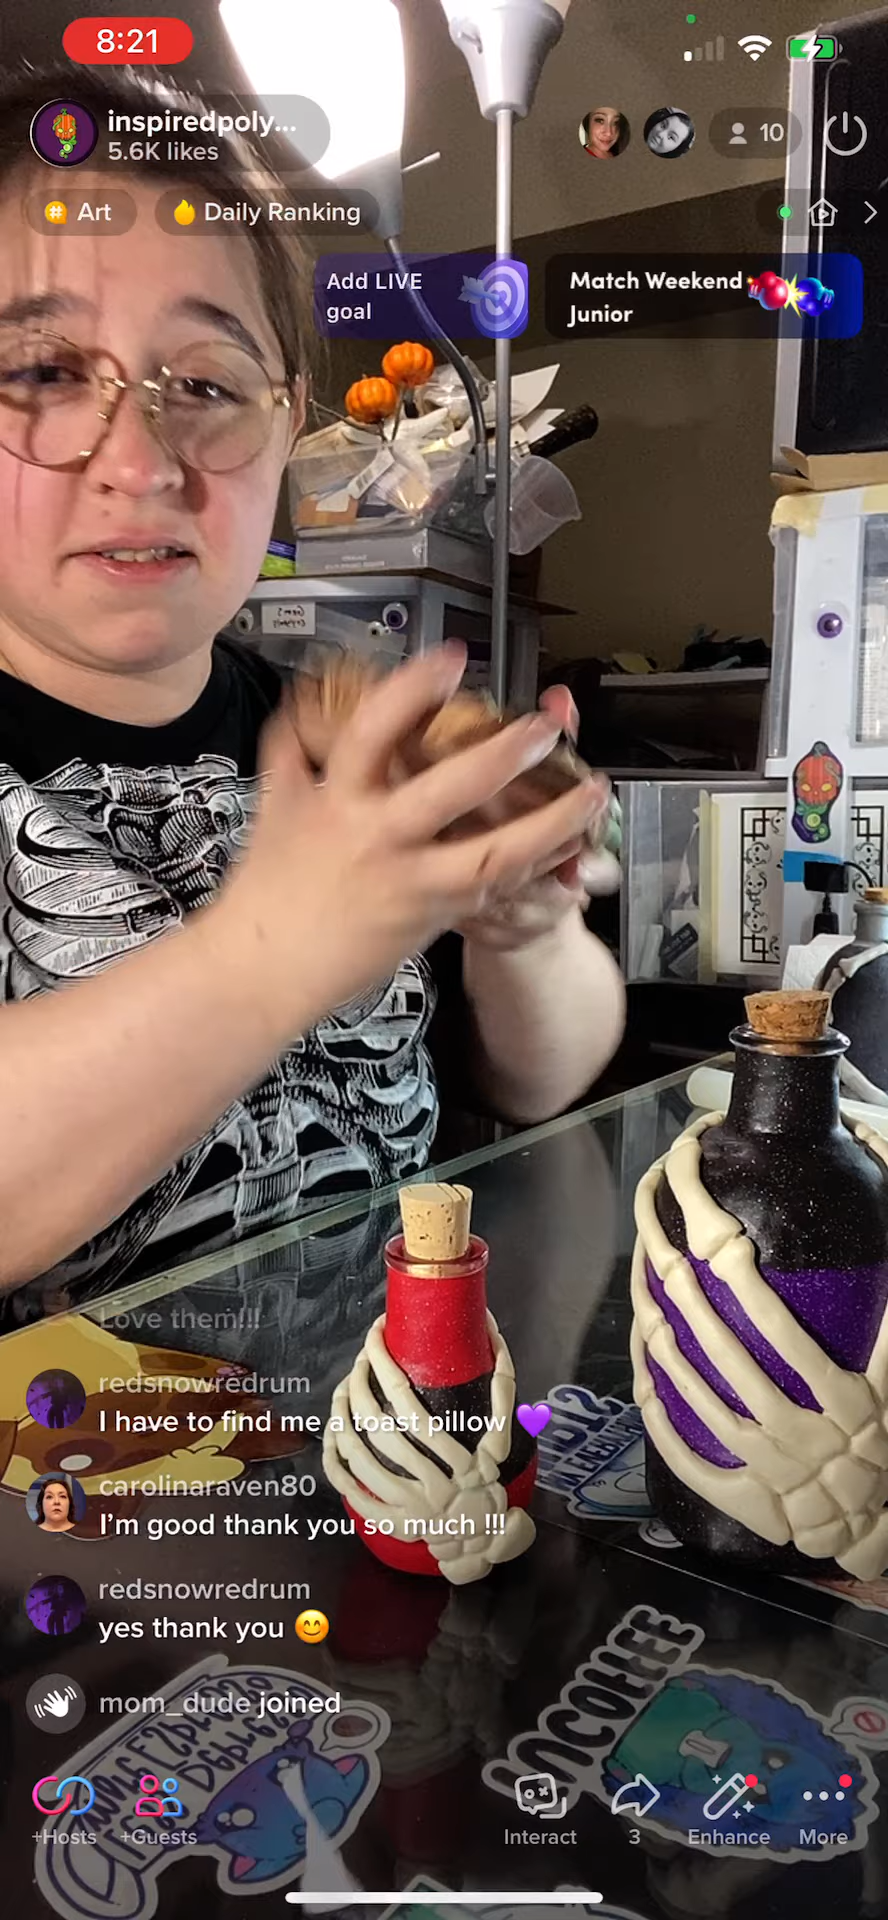 8:21
inspiredpoly...
5.6K likes
10
Art
Daily Ranking
Add LIVE
goal
Match Weekend
Junior
Love them!!!
redsnowredrum
I have to find me a toast pillow 💜
carolinaraven80
I'm good thank you so much !!!
redsnowredrum
yes thank you 😊
mom_dude joined
+Hosts
+Guests
Interact
3
Enhance
More